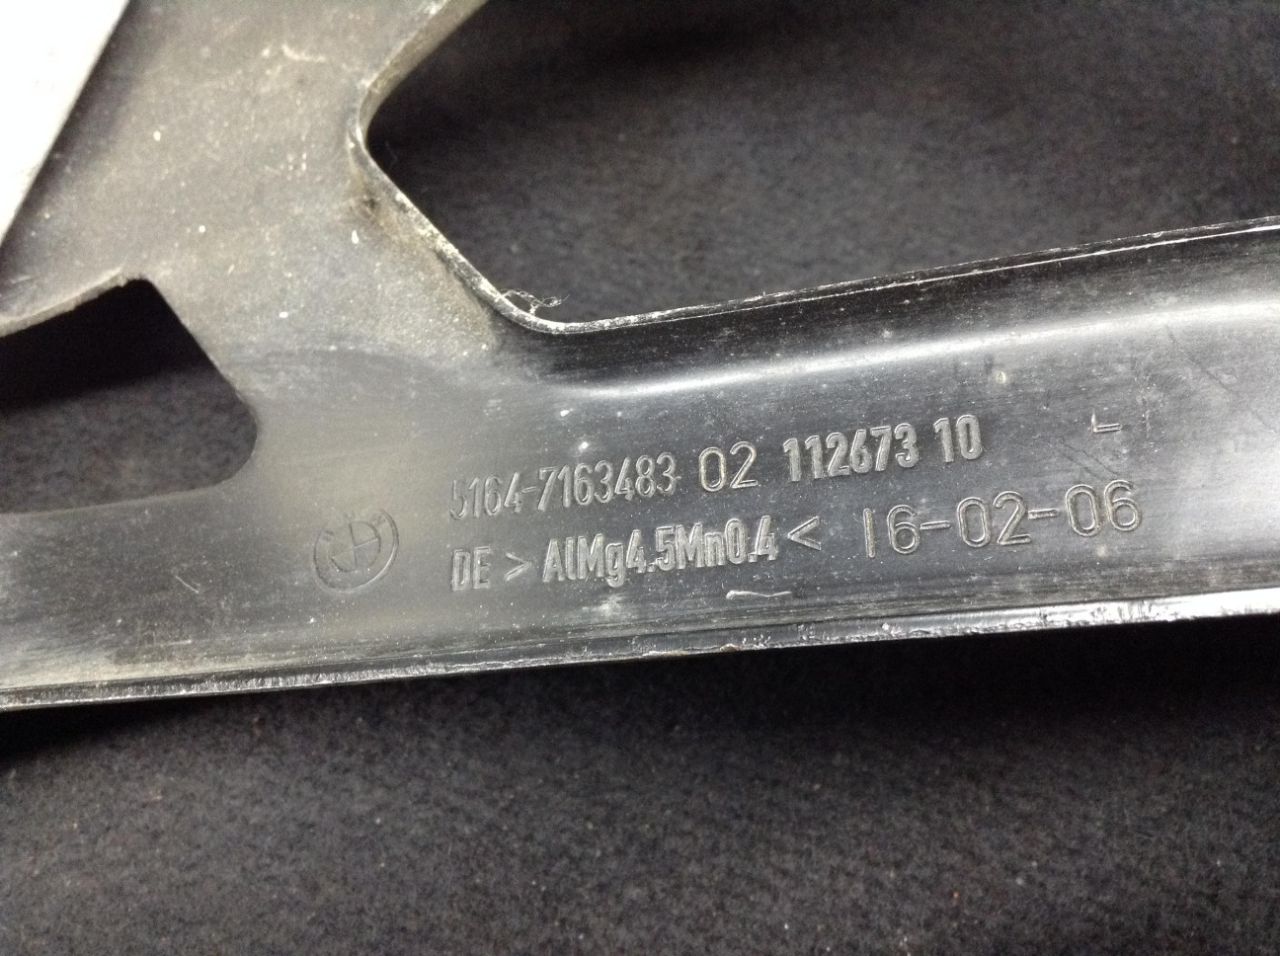 5164-7163483 02 112673 10 L
DE >AlMg4.5Mn0.4< 16-02-06